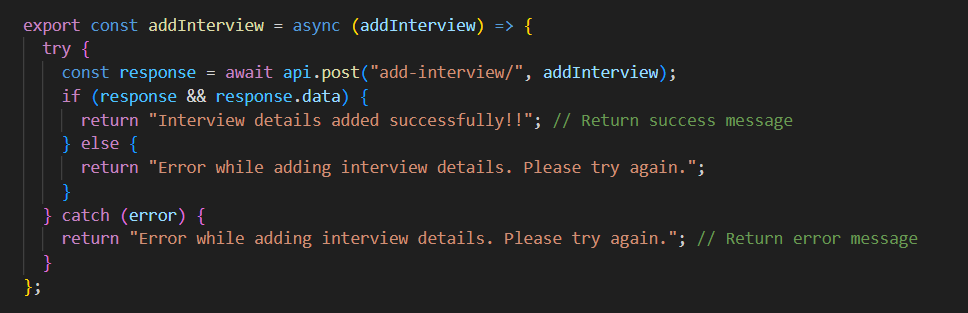 export const addInterview = async (addInterview) => {
try {
const response = await api.post("add-interview/", addInterview);
if (response && response.data) {
return "Interview details added successfully!!"; // Return success message
} else {
return "Error while adding interview details. Please try again.";
}
} catch (error) {
return "Error while adding interview details. Please try again."; // Return error message
}
};